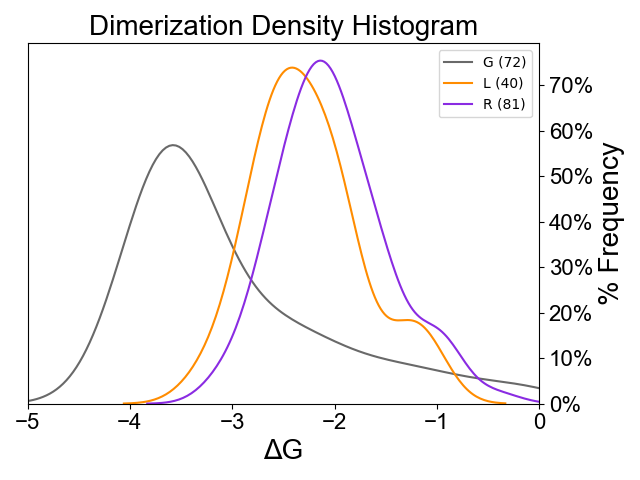 Dimerization Density Histogram
G (72)
L (40)
R (81)
70%
60%
50%
40%
30%
20%
10%
0%
% Frequency
−5 −4 −3 −2 −1 0
ΔG